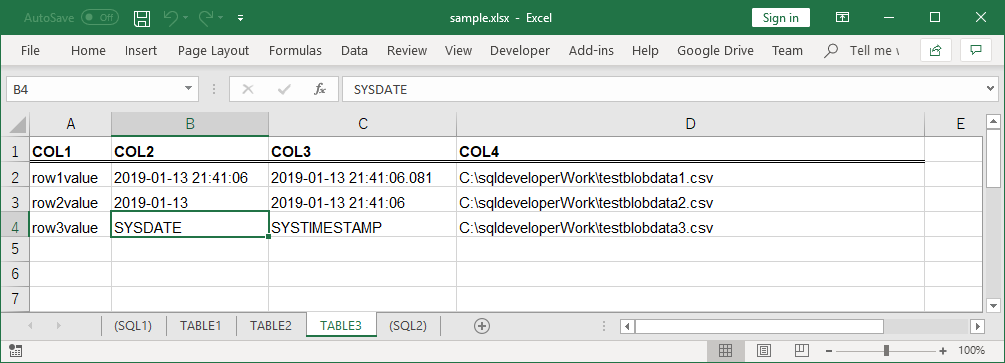 AutoSave Off sample.xlsx - Excel Sign in
File Home Insert Page Layout Formulas Data Review View Developer Add-ins Help Google Drive Team Tell me
B4 fx SYSDATE
A B C D E
1 COL1 COL2 COL3 COL4
2 row1value 2019-01-13 21:41:06 2019-01-13 21:41:06.081 C:\sqldeveloperWork\testblobdata1.csv
3 row2value 2019-01-13 2019-01-13 21:41:06 C:\sqldeveloperWork\testblobdata2.csv
4 row3value SYSDATE SYSTIMESTAMP C:\sqldeveloperWork\testblobdata3.csv
5
6
7
(SQL1) TABLE1 TABLE2 TABLE3 (SQL2)
100%